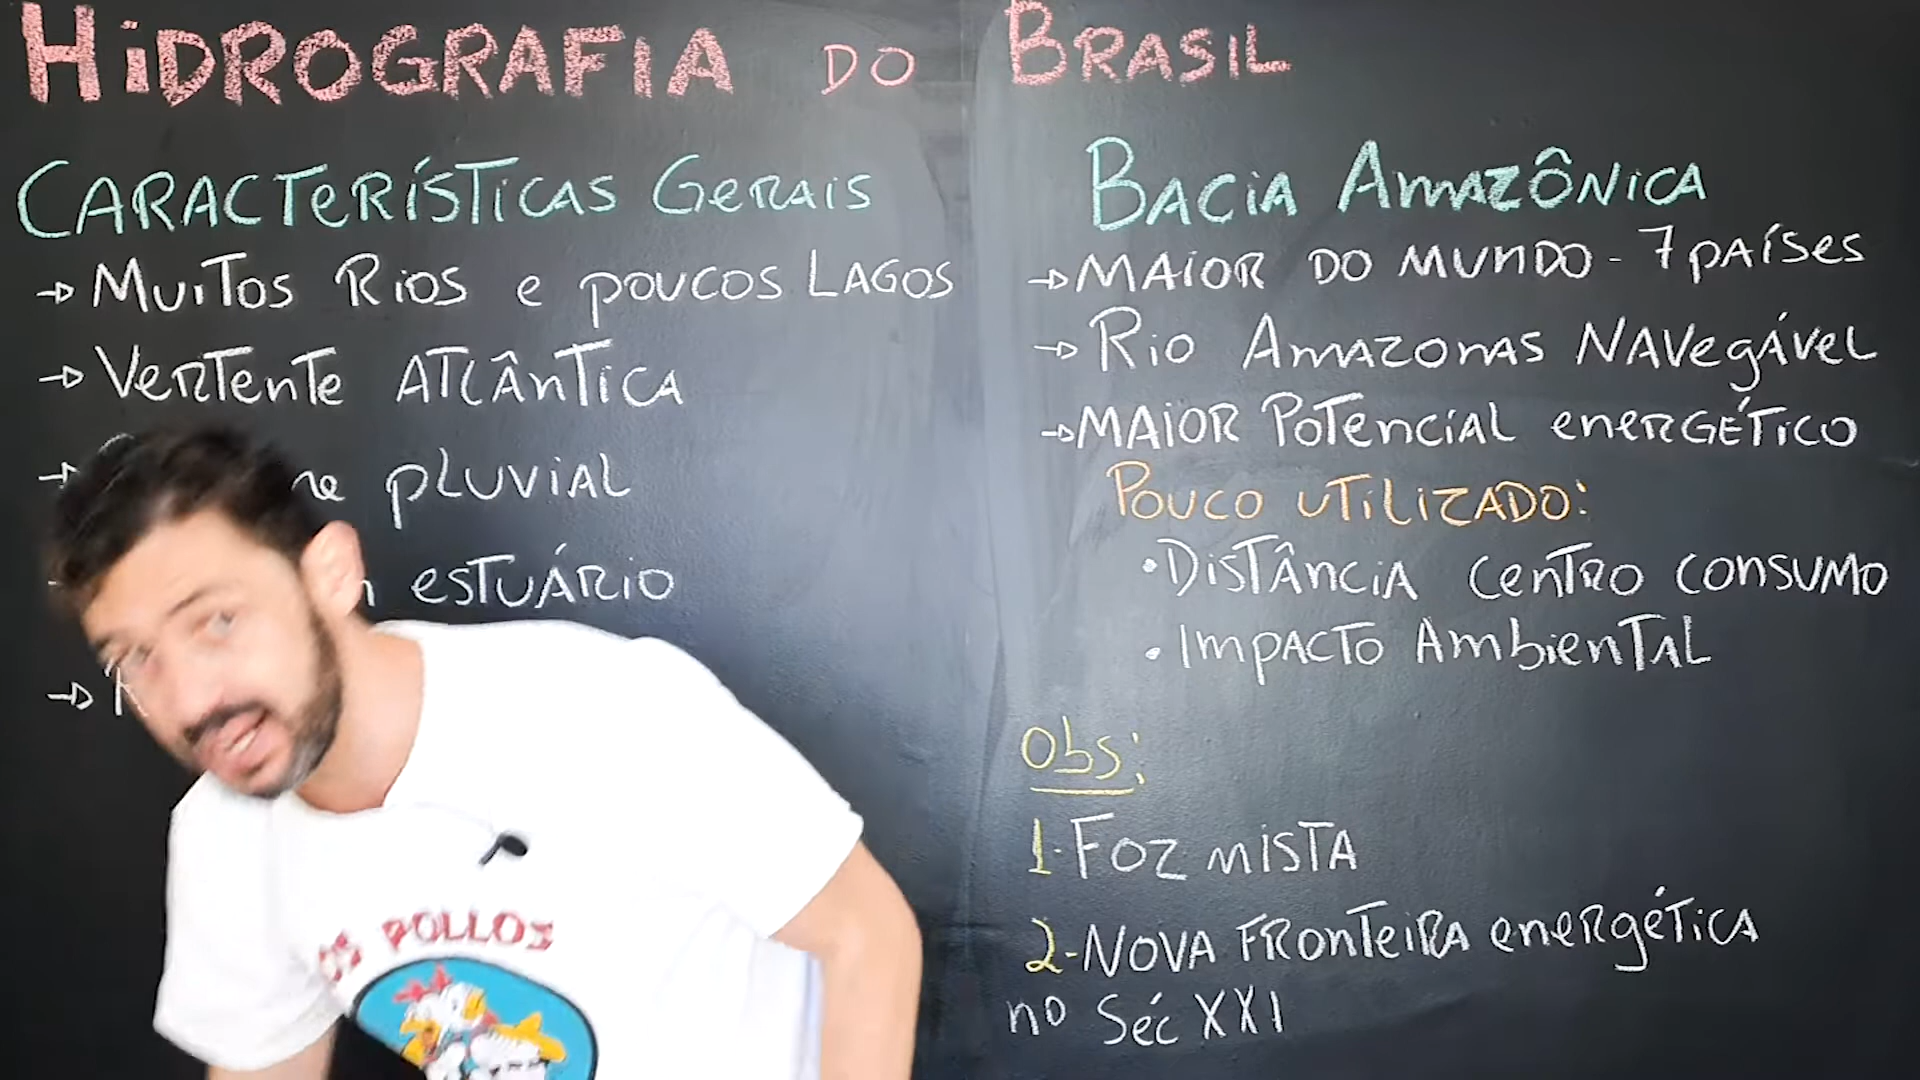 HIDROGRAFIA DO BRASIL
CARACTERÍSTICAS GERAIS
→ MUITOS RIOS e POUCOS LAGOS
→ VERTENTE ATLÂNTICA
→ PLUVIAL
ESTUÁRIO
→
BACIA AMAZÔNICA
→ MAIOR DO MUNDO - 7 PAÍSES
→ RIO AMAZONAS NAVEGÁVEL
→ MAIOR POTENCIAL ENERGÉTICO
POUCO UTILIZADO:
• DISTÂNCIA CENTRO CONSUMO
• IMPACTO AMBIENTAL
Obs:
1- FOZ MISTA
2- NOVA FRONTEIRA ENERGÉTICA
NO SÉC XXI
POLLOS